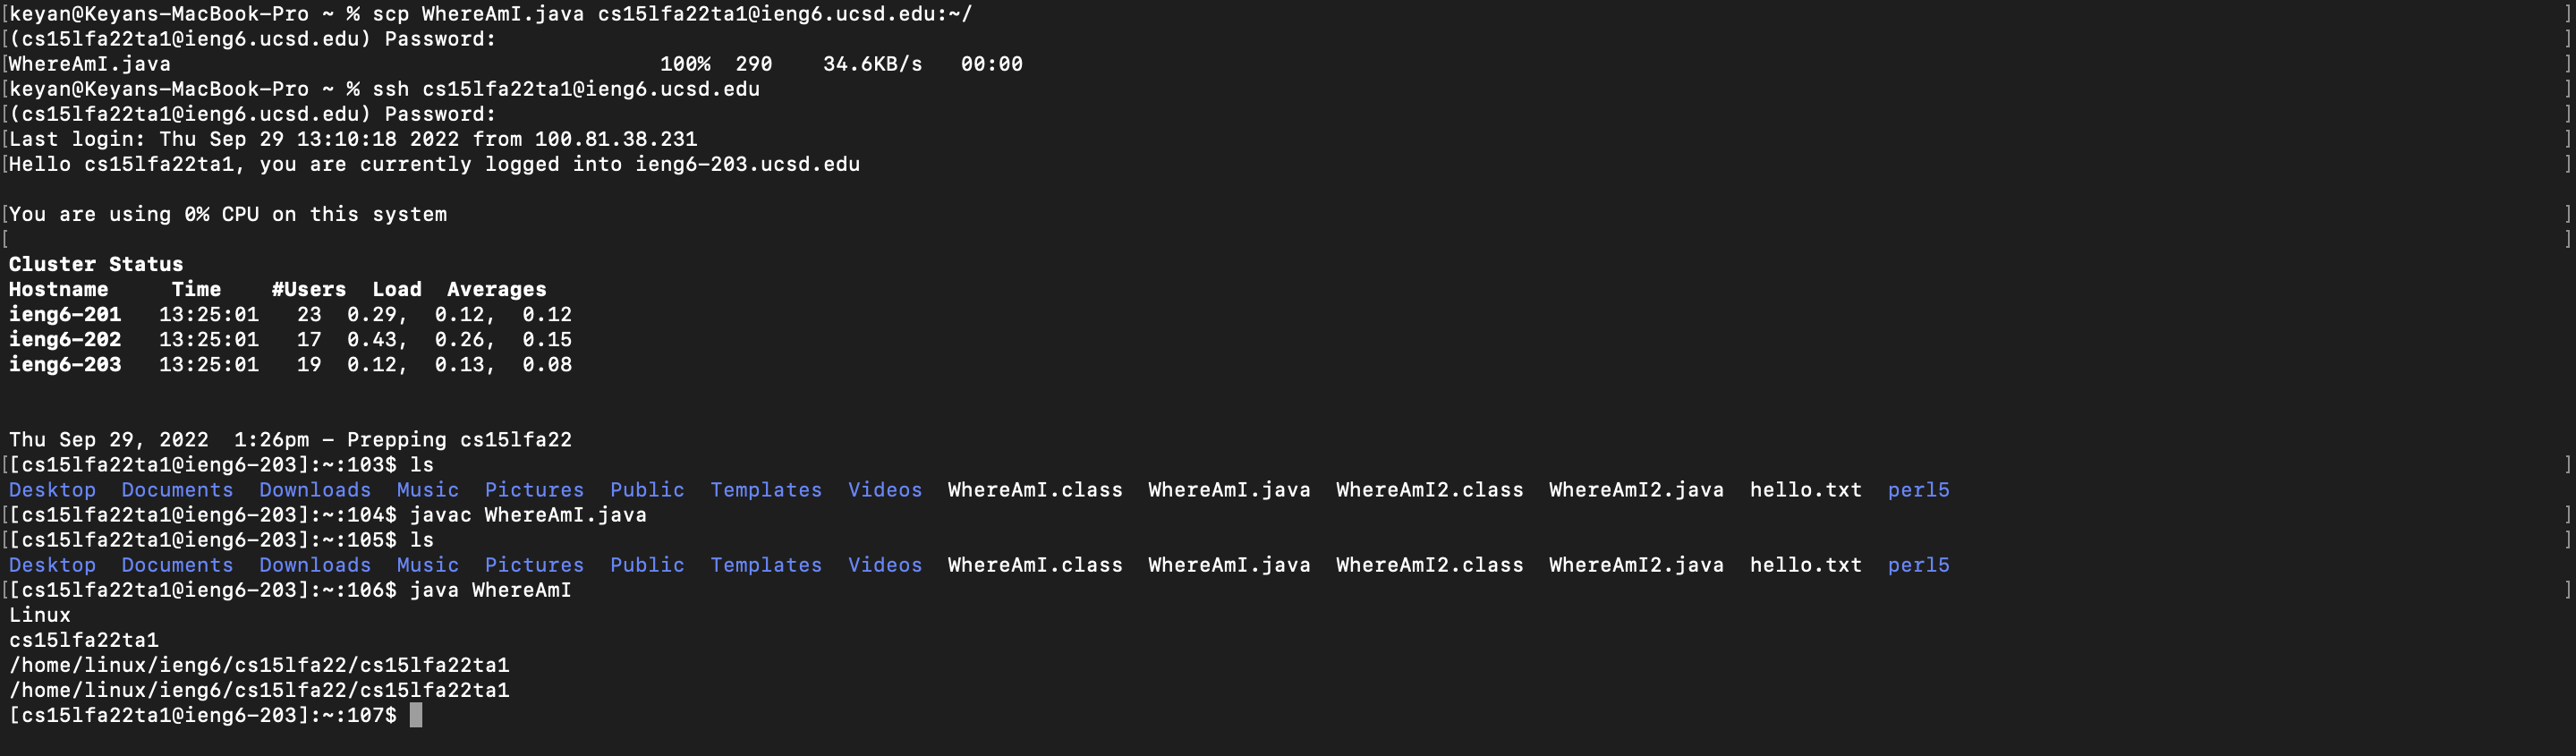 [keyan@Keyans-MacBook-Pro ~ % scp WhereAmI.java cs15lfa22ta1@ieng6.ucsd.edu:~/ ]
[(cs15lfa22ta1@ieng6.ucsd.edu) Password: ]
[WhereAmI.java 100% 290 34.6KB/s 00:00 ]
[keyan@Keyans-MacBook-Pro ~ % ssh cs15lfa22ta1@ieng6.ucsd.edu ]
[(cs15lfa22ta1@ieng6.ucsd.edu) Password: ]
[Last login: Thu Sep 29 13:10:18 2022 from 100.81.38.231 ]
[Hello cs15lfa22ta1, you are currently logged into ieng6-203.ucsd.edu ]
[You are using 0% CPU on this system ]
[ ]
Cluster Status
Hostname Time #Users Load Averages
ieng6-201 13:25:01 23 0.29, 0.12, 0.12
ieng6-202 13:25:01 17 0.43, 0.26, 0.15
ieng6-203 13:25:01 19 0.12, 0.13, 0.08
Thu Sep 29, 2022 1:26pm - Prepping cs15lfa22
[[cs15lfa22ta1@ieng6-203]:~:103$ ls ]
Desktop Documents Downloads Music Pictures Public Templates Videos WhereAmI.class WhereAmI.java WhereAmI2.class WhereAmI2.java hello.txt perl5
[[cs15lfa22ta1@ieng6-203]:~:104$ javac WhereAmI.java ]
[[cs15lfa22ta1@ieng6-203]:~:105$ ls ]
Desktop Documents Downloads Music Pictures Public Templates Videos WhereAmI.class WhereAmI.java WhereAmI2.class WhereAmI2.java hello.txt perl5
[[cs15lfa22ta1@ieng6-203]:~:106$ java WhereAmI ]
Linux
cs15lfa22ta1
/home/linux/ieng6/cs15lfa22/cs15lfa22ta1
/home/linux/ieng6/cs15lfa22/cs15lfa22ta1
[cs15lfa22ta1@ieng6-203]:~:107$